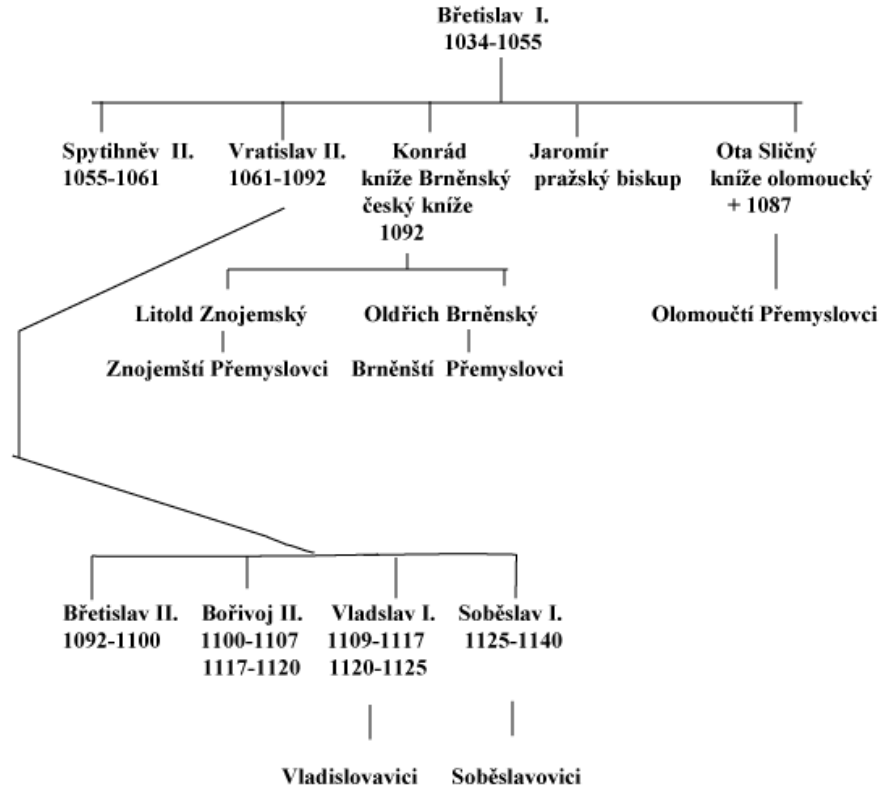 Břetislav I.
1034-1055
Spytihněv II.
1055-1061
Vratislav II.
1061-1092
Konrád
kníže Brněnský
český kníže
1092
Jaromír
pražský biskup
Ota Sličný
kníže olomoucký
+ 1087
Litold Znojemský
Oldřich Brněnský
Olomoučtí Přemyslovci
Znojemští Přemyslovci
Brněnští Přemyslovci
Břetislav II.
1092-1100
Bořivoj II.
1100-1107
1117-1120
Vladslav I.
1109-1117
1120-1125
Soběslav I.
1125-1140
Vladislovavici
Soběslavovici